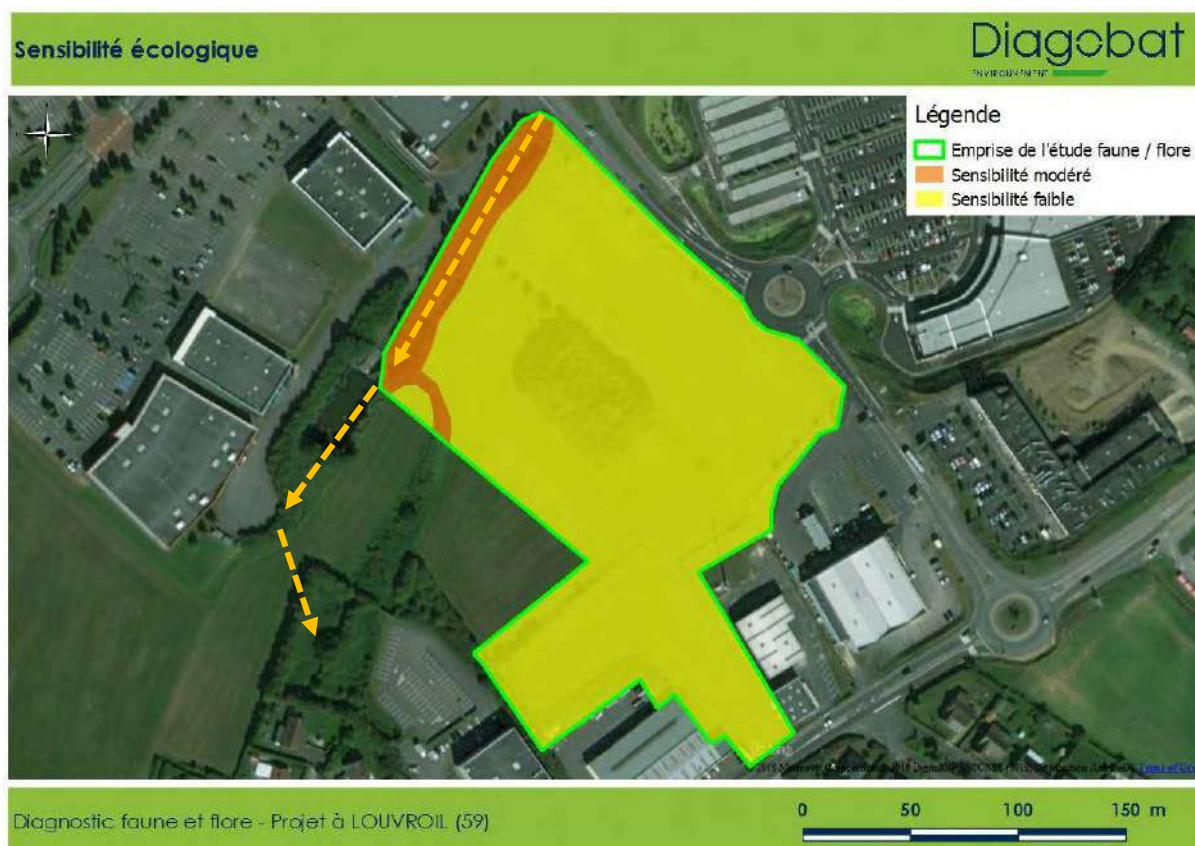 Sensibilité écologique
Diagobat
ENVIRONNEMENT
Légende
Emprise de l'étude faune / flore
Sensibilité modéré
Sensibilité faible
Diagnostic faune et flore - Projet à LOUVROIL (59)
0 50 100 150 m